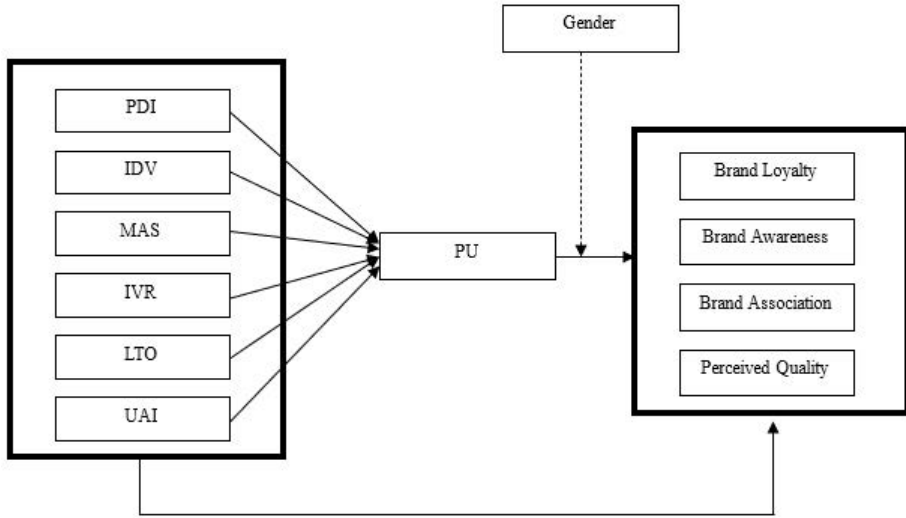 Gender
PDI
IDV
MAS
IVR
LTO
UAI
PU
Brand Loyalty
Brand Awareness
Brand Association
Perceived Quality